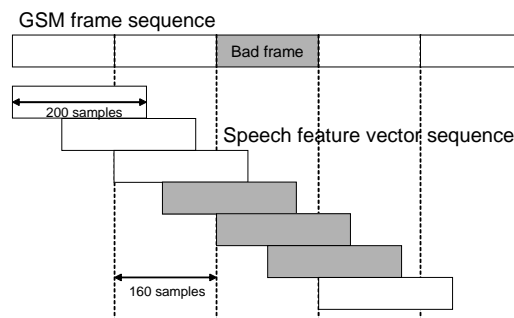 GSM frame sequence
Bad frame
200 samples
Speech feature vector sequence
160 samples